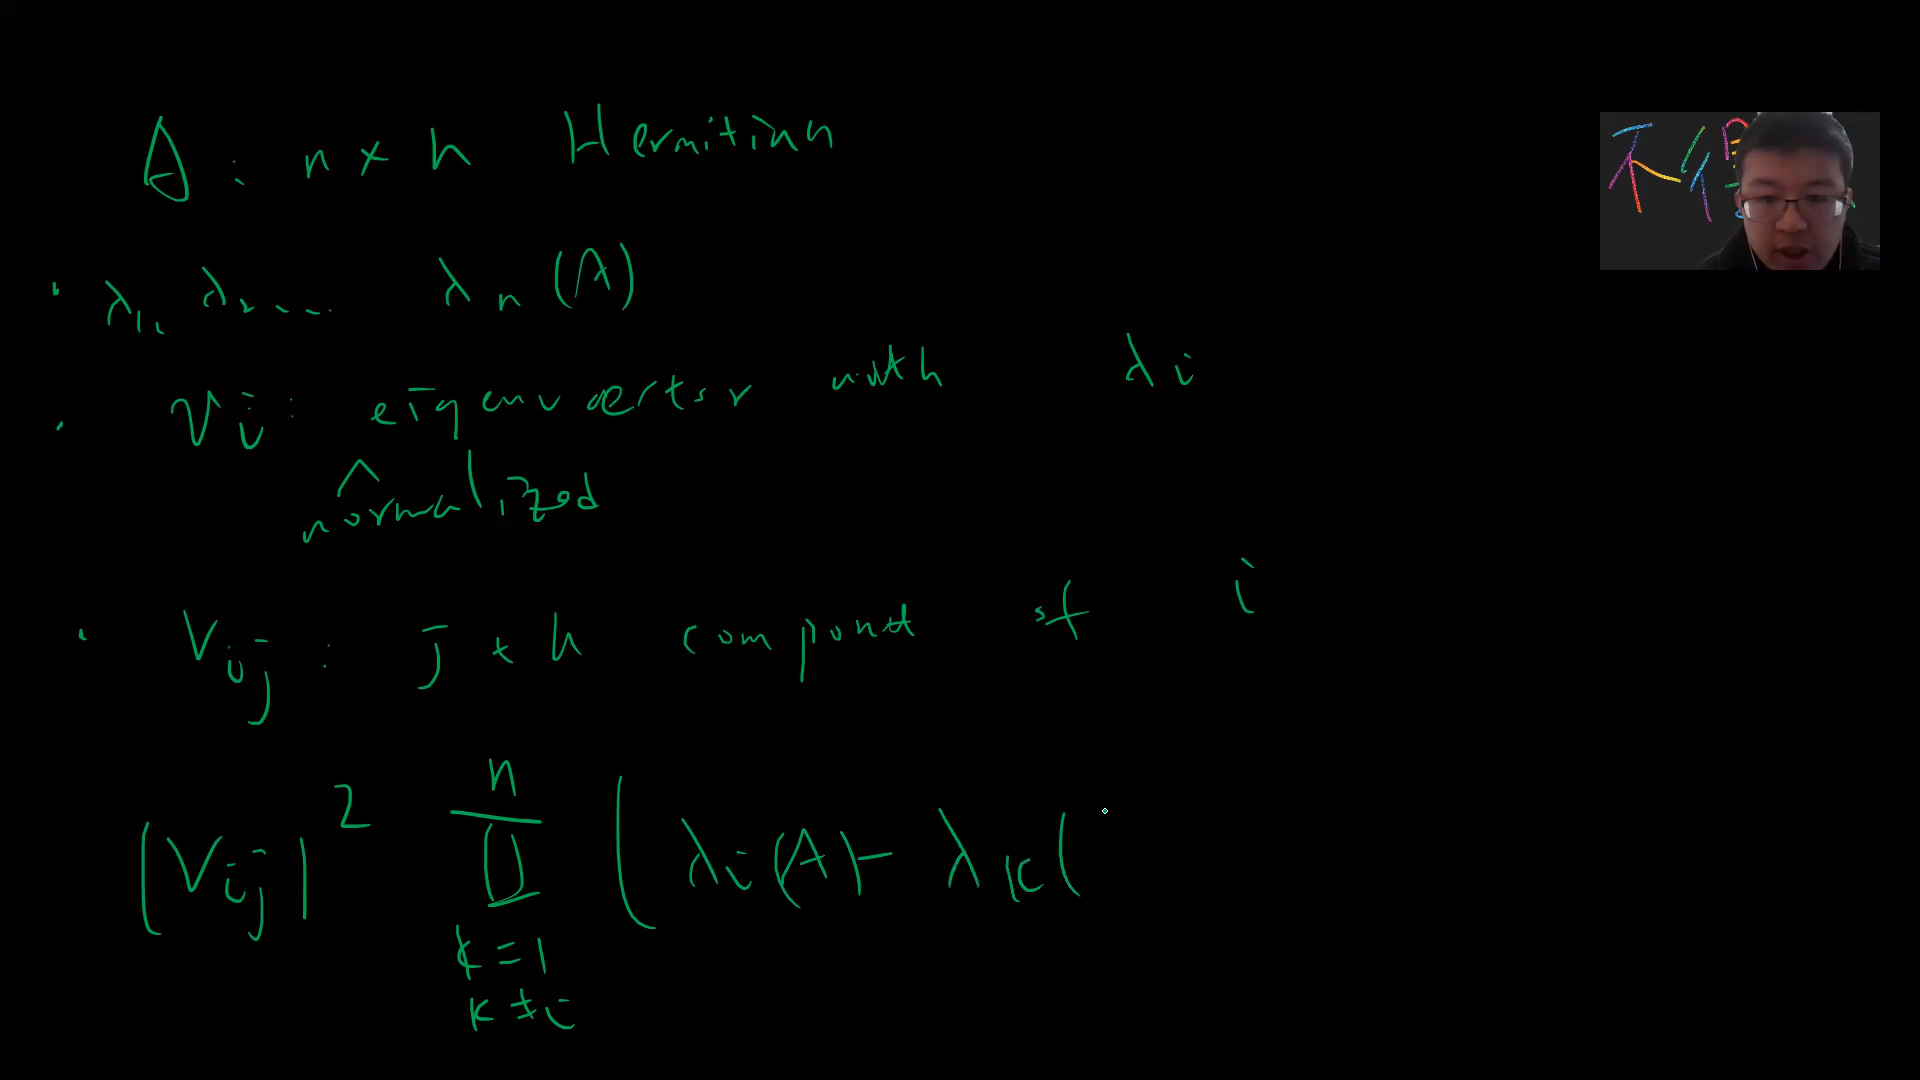 A : n × n Hermitian
· λ₁, λ₂ ... λₙ (A)
· Vᵢ : eigenvector with λᵢ
^ normalized
· Vᵢⱼ : j th component of i
|Vᵢⱼ|² ∏ⁿ ( λᵢ(A) − λₖ(
k = 1
k ≠ i